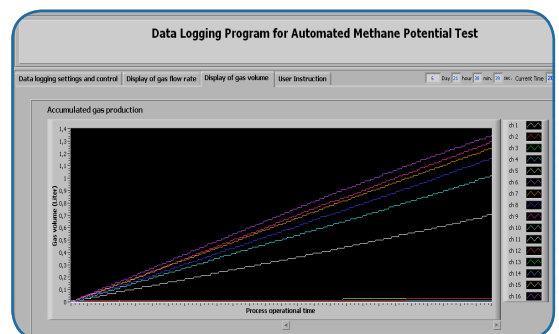 Data Logging Program for Automated Methane Potential Test
Data logging settings and control Display of gas flow rate Display of gas volume User Instruction
6 Day 21 hour min. sec. Current Time
Accumulated gas production
1,4
1,3
1,2
1,1
1
0,9
0,8
0,7
0,6
0,5
0,4
0,3
0,2
0,1
0
Gas volume (Liter)
Process operational time
ch 1
ch 2
ch 3
ch 4
ch 5
ch 6
ch 7
ch 8
ch 9
ch 10
ch 11
ch 12
ch 13
ch 14
ch 15
ch 16